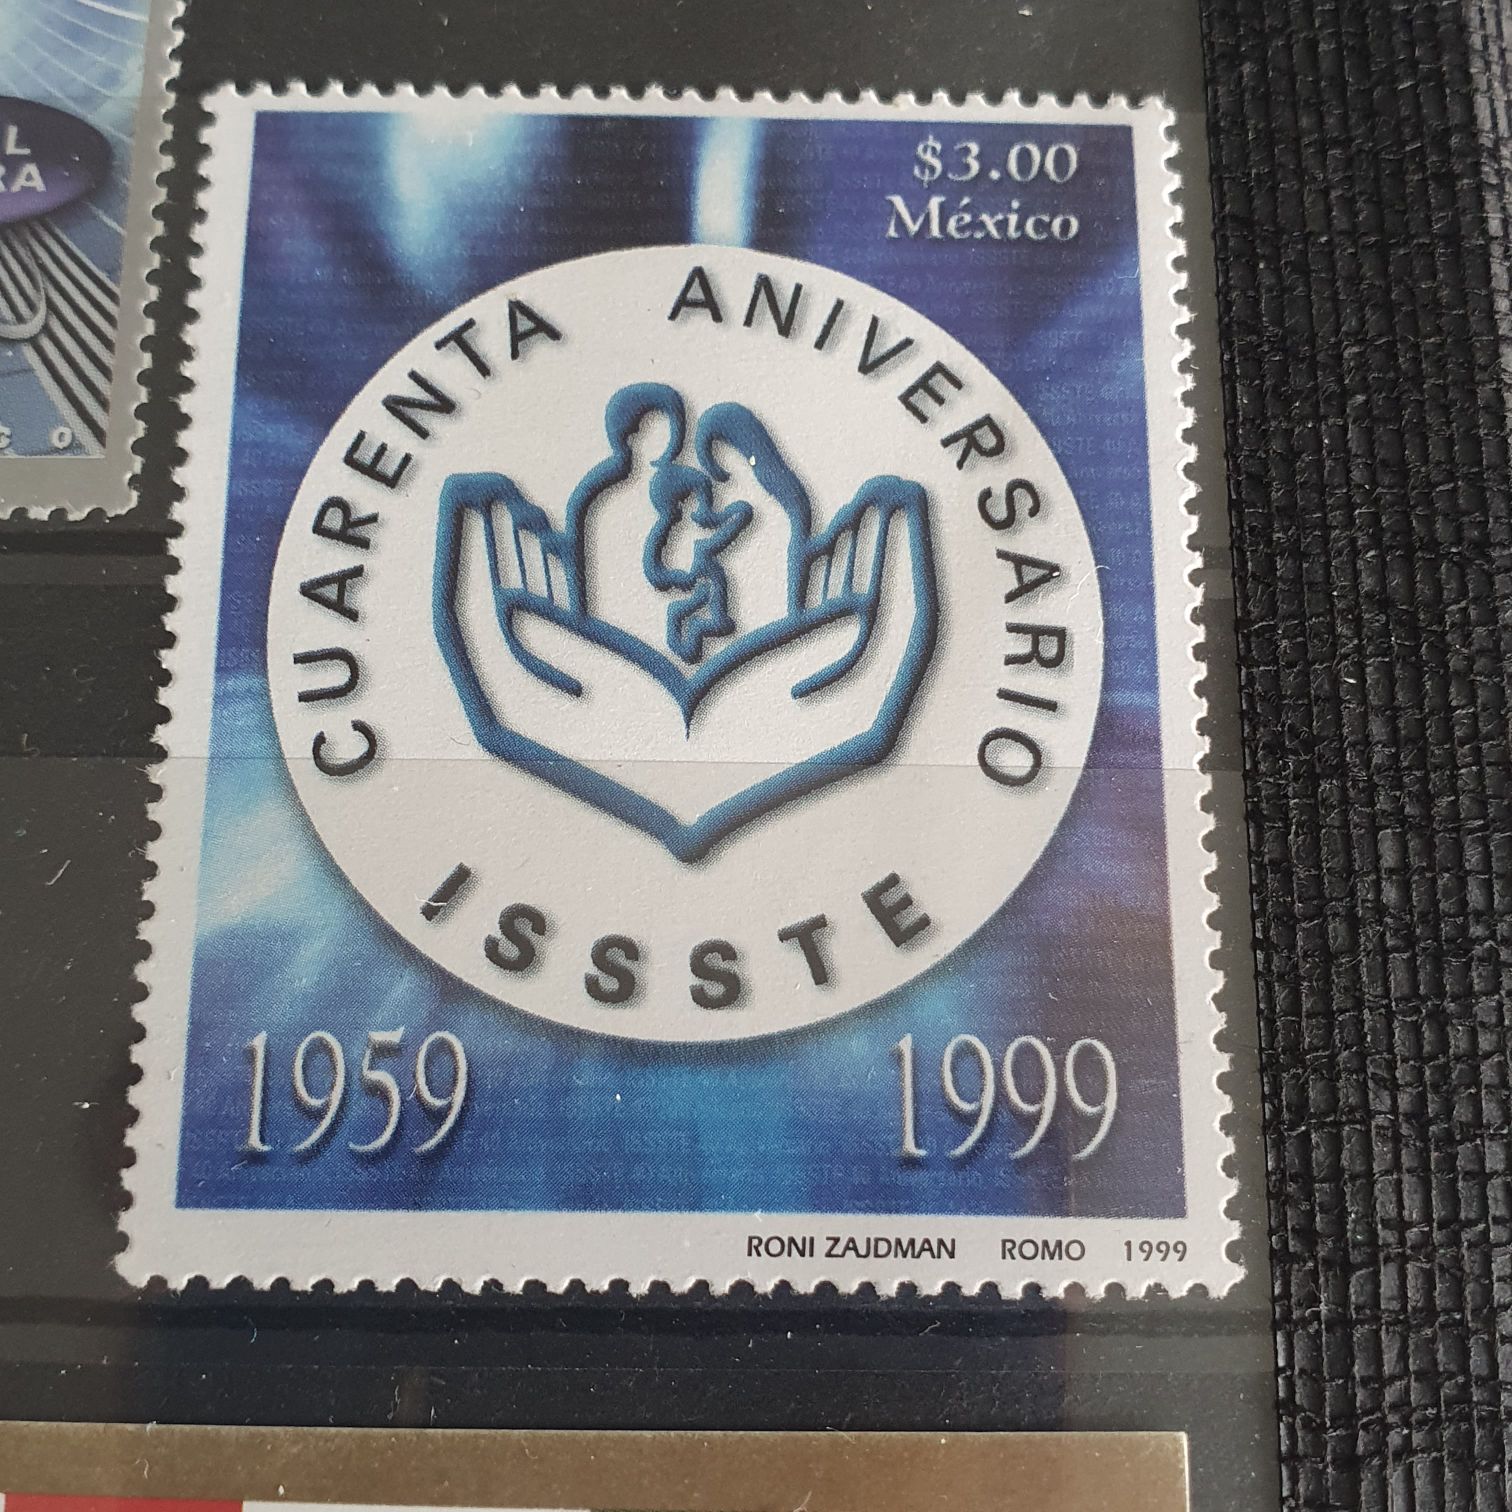 $3.00
México
CUARENTA ANIVERSARIO
ISSSTE
1959 1999
RONI ZAJDMAN ROMO 1999